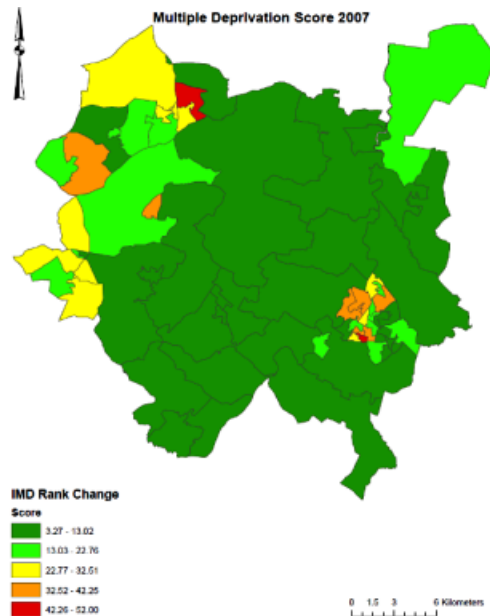 Multiple Deprivation Score 2007
IMD Rank Change
Score
3.27 - 13.02
13.03 - 22.76
22.77 - 32.51
32.52 - 42.25
42.26 - 52.00
0 1.5 3 6 Kilometers